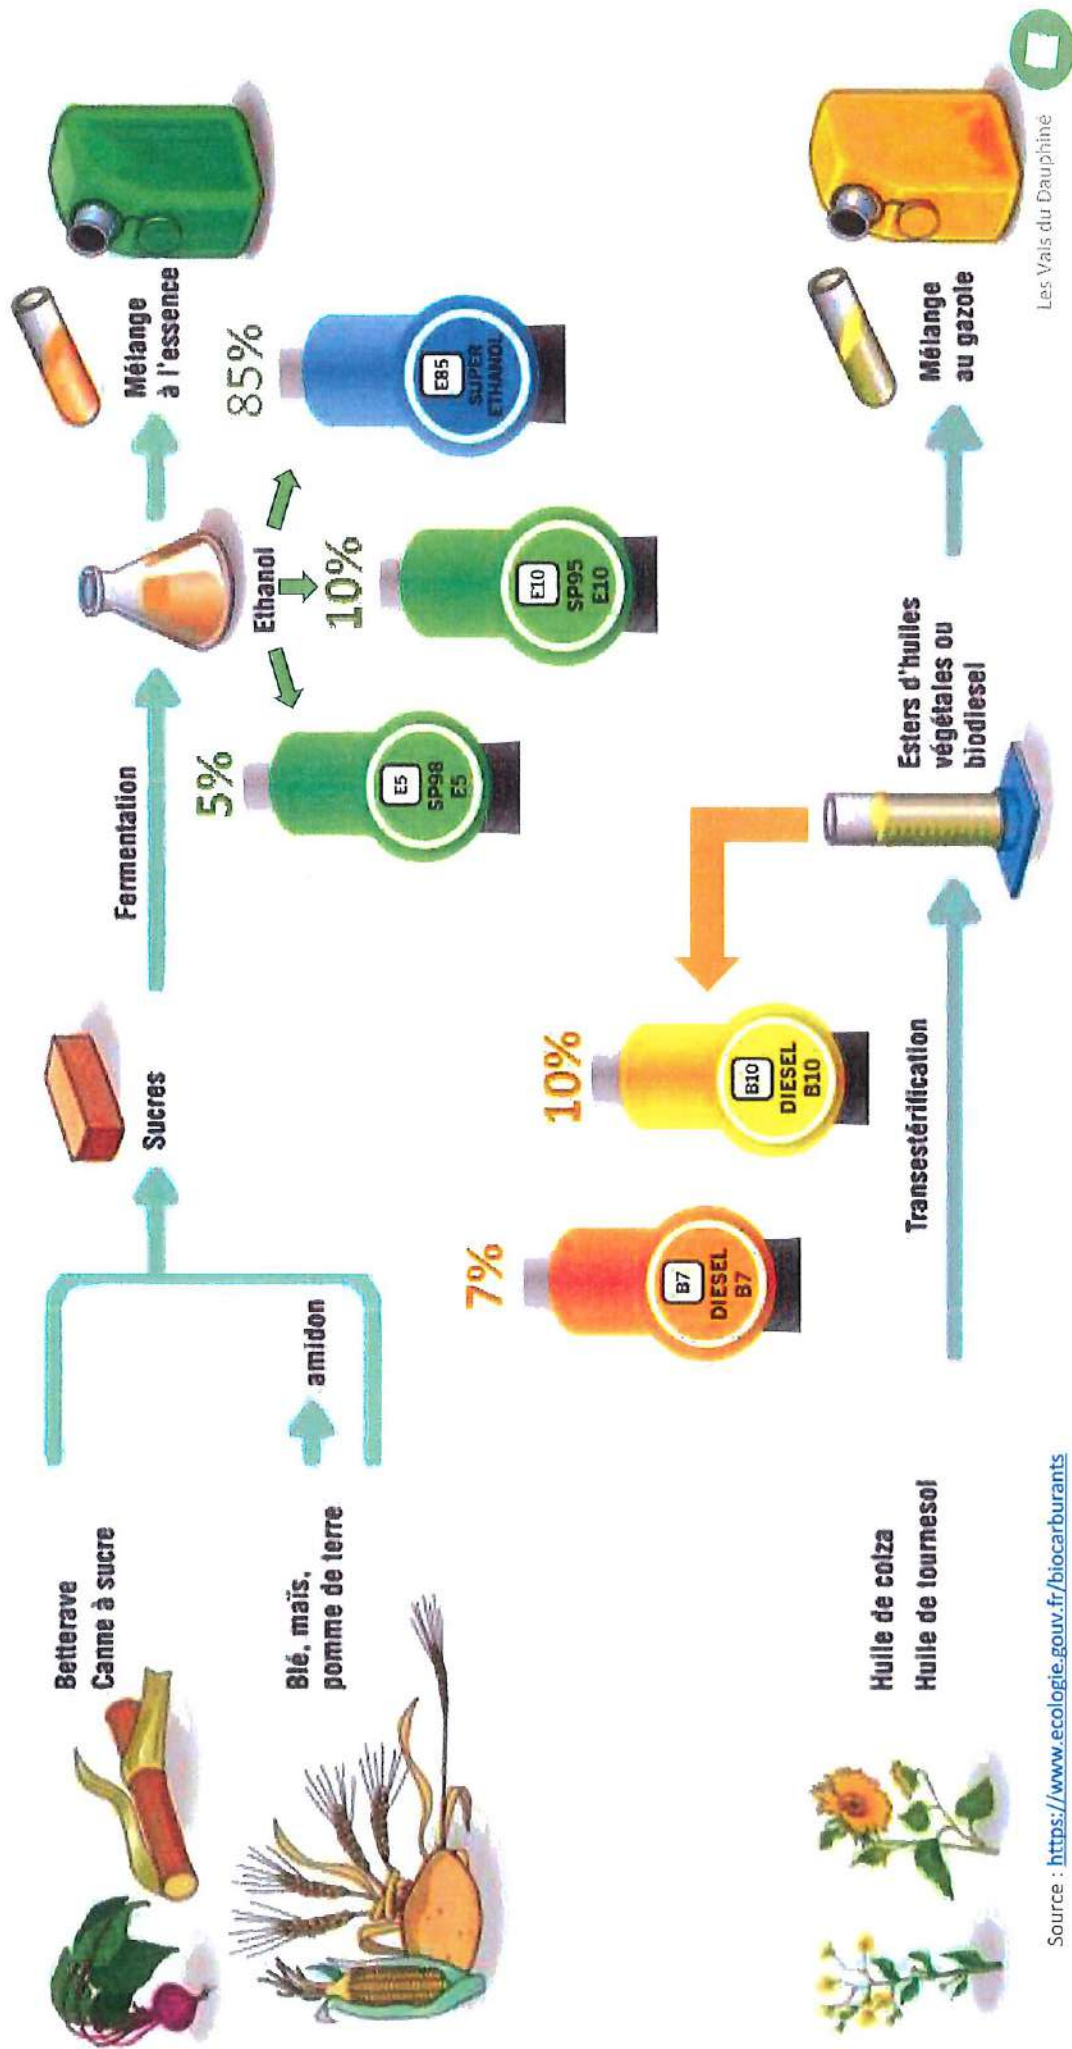 Betterave
Canne à sucre
Blé, maïs,
pomme de terre
amidon
Sucres
Fermentation
Ethanol
Mélange
à l'essence
5%
E5
SP98
E5
10%
E10
SP95
E10
85%
E85
SUPER
ETHANOL
7%
B7
DIESEL
B7
10%
B10
DIESEL
B10
Huile de colza
Huile de tournesol
Transestérification
Esters d'huiles
végétales ou
biodiesel
Mélange
au gazole
Source : https://www.ecologie.gouv.fr/biocarburants
Les Vals du Dauphiné